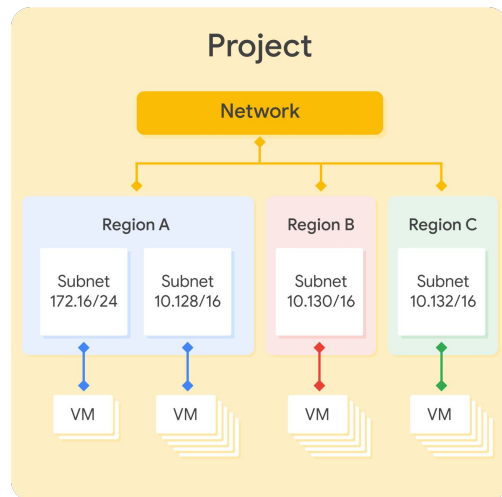 Project
Network
Region A
Region B
Region C
Subnet
172.16/24
Subnet
10.128/16
Subnet
10.130/16
Subnet
10.132/16
VM
VM
VM
VM